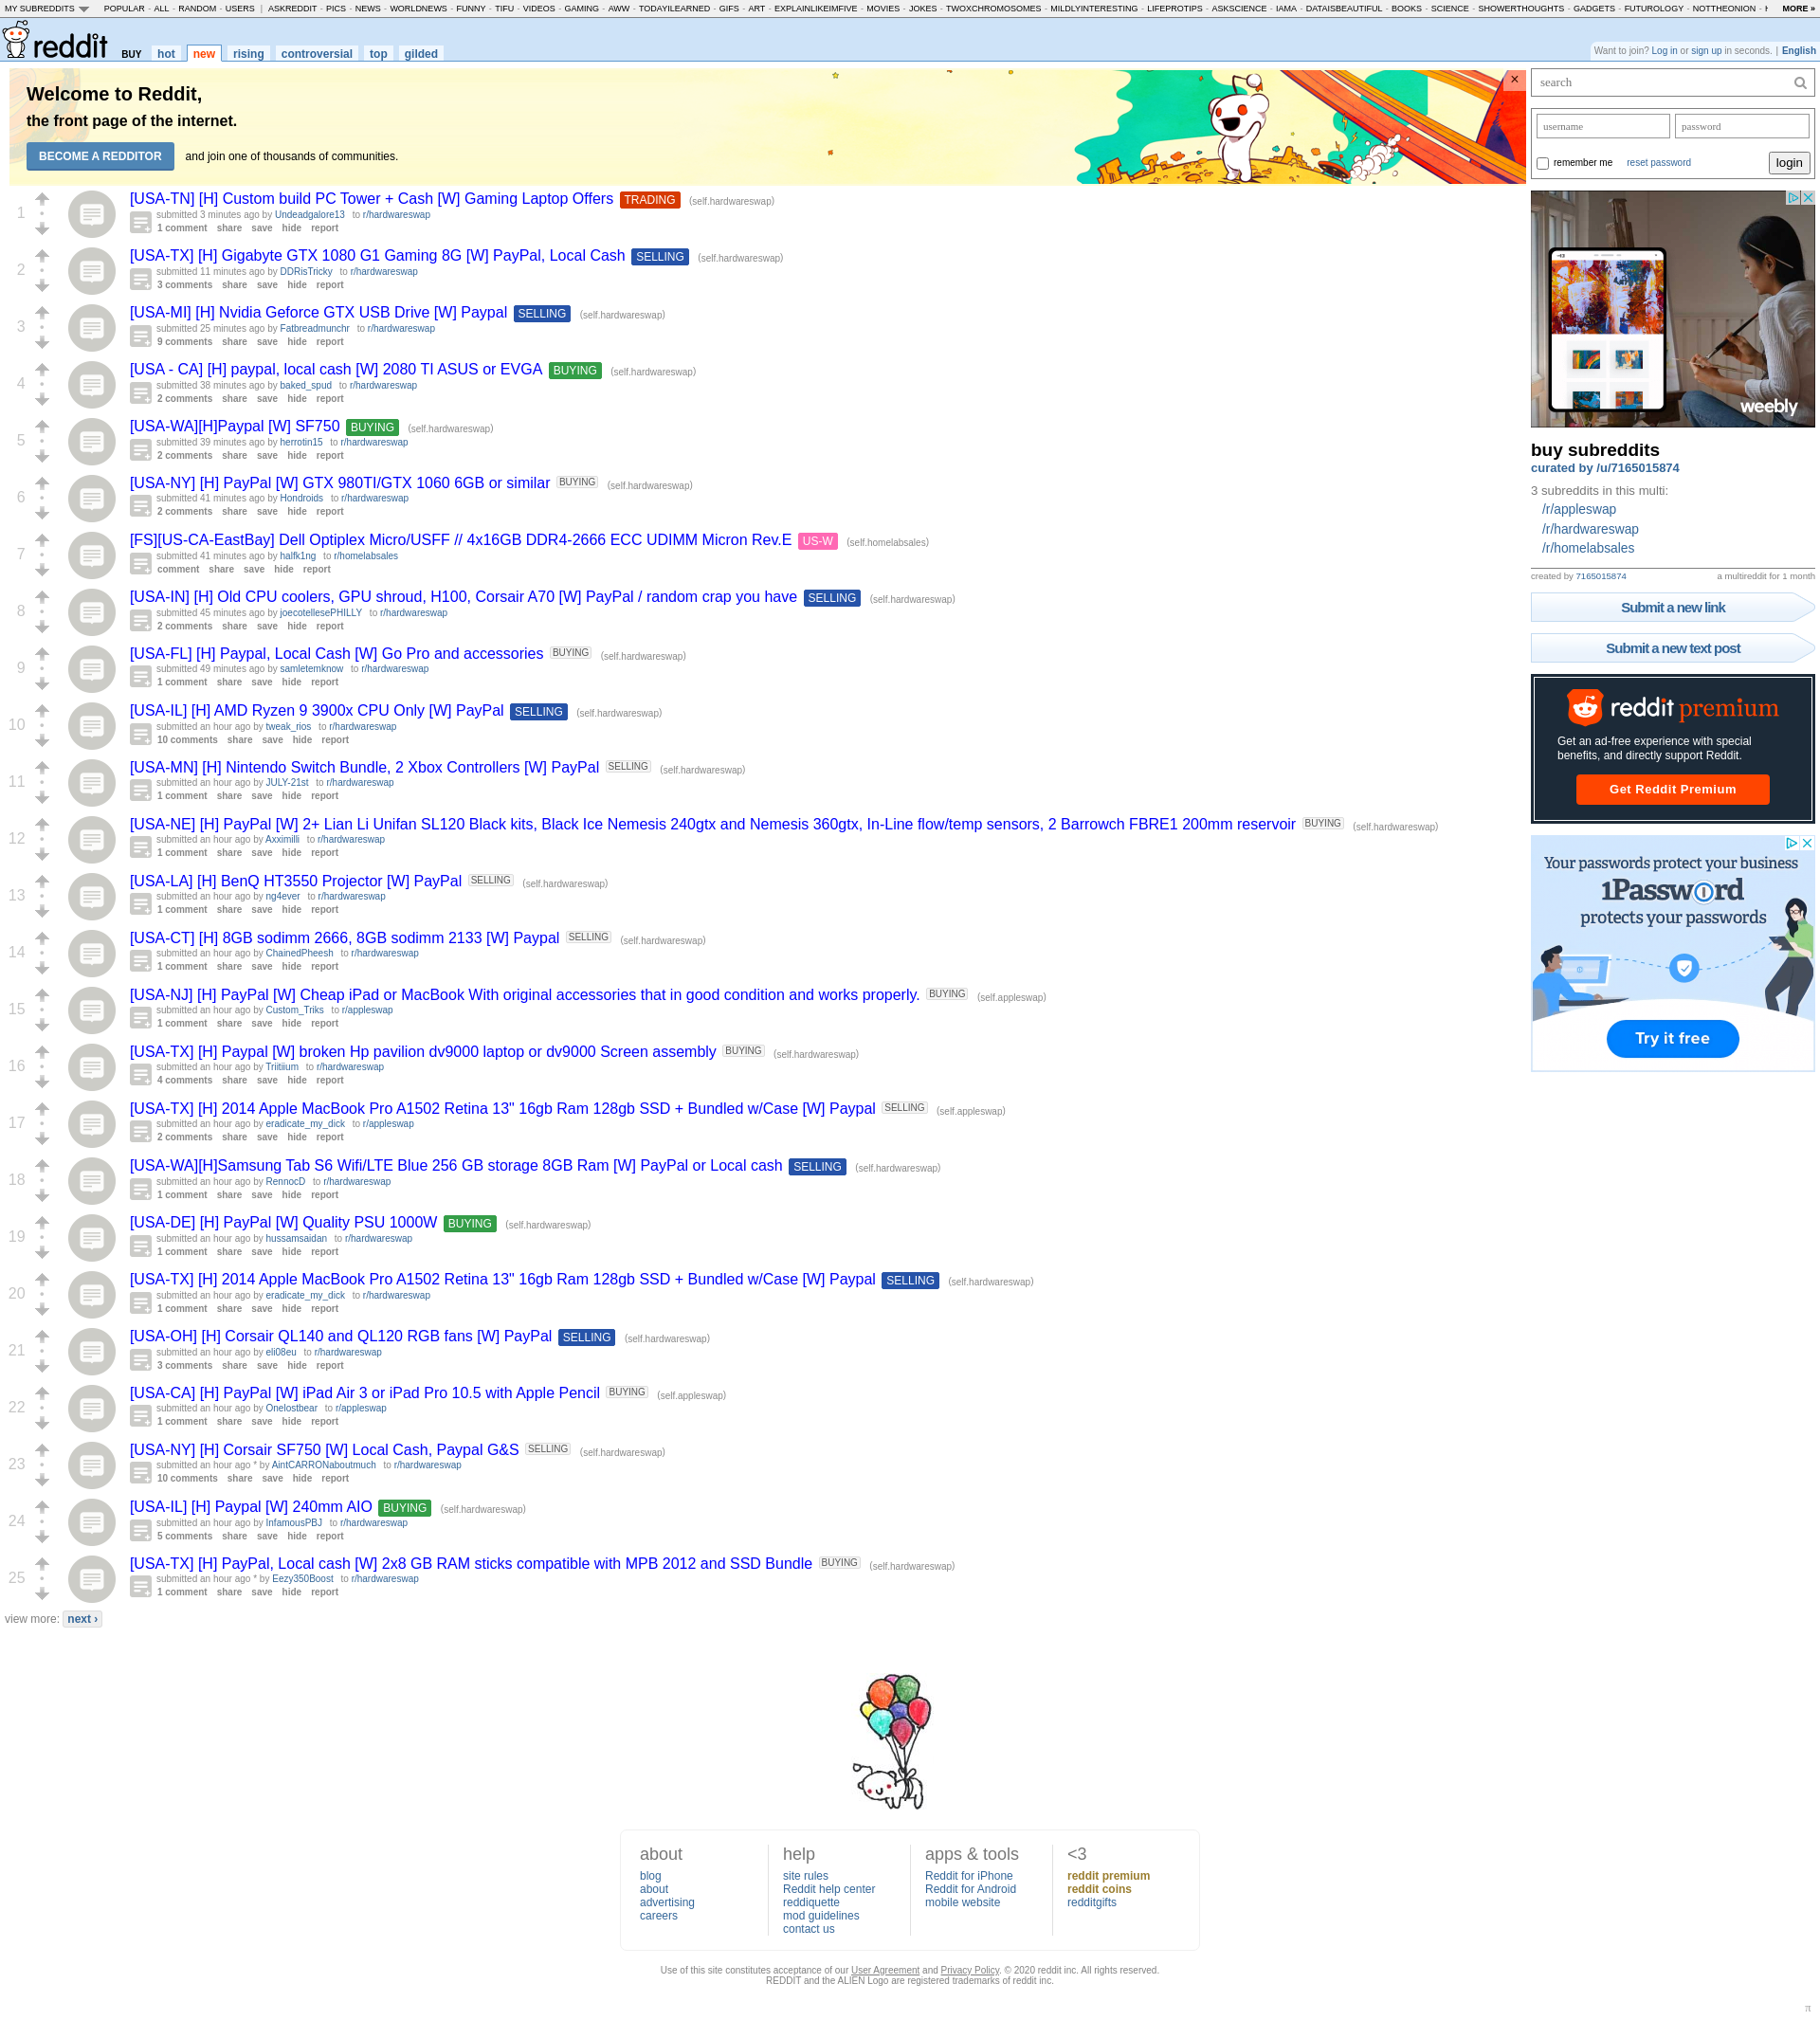 MY SUBREDDITS POPULAR - ALL - RANDOM - USERS | ASKREDDIT - PICS - NEWS - WORLDNEWS - FUNNY - TIFU - VIDEOS - GAMING - AWW - TODAYILEARNED - GIFS - ART - EXPLAINLIKEIMFIVE - MOVIES - JOKES - TWOXCHROMOSOMES - MILDLYINTERESTING - LIFEPROTIPS - ASKSCIENCE - IAMA - DATAISBEAUTIFUL - BOOKS - SCIENCE - SHOWERTHOUGHTS - GADGETS - FUTUROLOGY - NOTTHEONION - MORE »
reddit BUY hot new rising controversial top gilded
Want to join? Log in or sign up in seconds. | English
Welcome to Reddit,
the front page of the internet.
BECOME A REDDITOR and join one of thousands of communities.
×
1
[USA-TN] [H] Custom build PC Tower + Cash [W] Gaming Laptop Offers TRADING (self.hardwareswap)
submitted 3 minutes ago by Undeadgalore13 to r/hardwareswap
1 comment share save hide report
2
[USA-TX] [H] Gigabyte GTX 1080 G1 Gaming 8G [W] PayPal, Local Cash SELLING (self.hardwareswap)
submitted 11 minutes ago by DDRisTricky to r/hardwareswap
3 comments share save hide report
3
[USA-MI] [H] Nvidia Geforce GTX USB Drive [W] Paypal SELLING (self.hardwareswap)
submitted 25 minutes ago by Fatbreadmunchr to r/hardwareswap
9 comments share save hide report
4
[USA - CA] [H] paypal, local cash [W] 2080 TI ASUS or EVGA BUYING (self.hardwareswap)
submitted 38 minutes ago by baked_spud to r/hardwareswap
2 comments share save hide report
5
[USA-WA][H]Paypal [W] SF750 BUYING (self.hardwareswap)
submitted 39 minutes ago by herrotin15 to r/hardwareswap
2 comments share save hide report
6
[USA-NY] [H] PayPal [W] GTX 980TI/GTX 1060 6GB or similar BUYING (self.hardwareswap)
submitted 41 minutes ago by Hondroids to r/hardwareswap
2 comments share save hide report
7
[FS][US-CA-EastBay] Dell Optiplex Micro/USFF // 4x16GB DDR4-2666 ECC UDIMM Micron Rev.E US-W (self.homelabsales)
submitted 41 minutes ago by halfk1ng to r/homelabsales
comment share save hide report
8
[USA-IN] [H] Old CPU coolers, GPU shroud, H100, Corsair A70 [W] PayPal / random crap you have SELLING (self.hardwareswap)
submitted 45 minutes ago by joecotellesePHILLY to r/hardwareswap
2 comments share save hide report
9
[USA-FL] [H] Paypal, Local Cash [W] Go Pro and accessories BUYING (self.hardwareswap)
submitted 49 minutes ago by samletemknow to r/hardwareswap
1 comment share save hide report
10
[USA-IL] [H] AMD Ryzen 9 3900x CPU Only [W] PayPal SELLING (self.hardwareswap)
submitted an hour ago by tweak_rios to r/hardwareswap
10 comments share save hide report
11
[USA-MN] [H] Nintendo Switch Bundle, 2 Xbox Controllers [W] PayPal SELLING (self.hardwareswap)
submitted an hour ago by JULY-21st to r/hardwareswap
1 comment share save hide report
12
[USA-NE] [H] PayPal [W] 2+ Lian Li Unifan SL120 Black kits, Black Ice Nemesis 240gtx and Nemesis 360gtx, In-Line flow/temp sensors, 2 Barrowch FBRE1 200mm reservoir BUYING (self.hardwareswap)
submitted an hour ago by Axximilli to r/hardwareswap
1 comment share save hide report
13
[USA-LA] [H] BenQ HT3550 Projector [W] PayPal SELLING (self.hardwareswap)
submitted an hour ago by ng4ever to r/hardwareswap
1 comment share save hide report
14
[USA-CT] [H] 8GB sodimm 2666, 8GB sodimm 2133 [W] Paypal SELLING (self.hardwareswap)
submitted an hour ago by ChainedPheesh to r/hardwareswap
1 comment share save hide report
15
[USA-NJ] [H] PayPal [W] Cheap iPad or MacBook With original accessories that in good condition and works properly. BUYING (self.appleswap)
submitted an hour ago by Custom_Triks to r/appleswap
1 comment share save hide report
16
[USA-TX] [H] Paypal [W] broken Hp pavilion dv9000 laptop or dv9000 Screen assembly BUYING (self.hardwareswap)
submitted an hour ago by Triitiium to r/hardwareswap
4 comments share save hide report
17
[USA-TX] [H] 2014 Apple MacBook Pro A1502 Retina 13" 16gb Ram 128gb SSD + Bundled w/Case [W] Paypal SELLING (self.appleswap)
submitted an hour ago by eradicate_my_dick to r/appleswap
2 comments share save hide report
18
[USA-WA][H]Samsung Tab S6 Wifi/LTE Blue 256 GB storage 8GB Ram [W] PayPal or Local cash SELLING (self.hardwareswap)
submitted an hour ago by RennocD to r/hardwareswap
1 comment share save hide report
19
[USA-DE] [H] PayPal [W] Quality PSU 1000W BUYING (self.hardwareswap)
submitted an hour ago by hussamsaidan to r/hardwareswap
1 comment share save hide report
20
[USA-TX] [H] 2014 Apple MacBook Pro A1502 Retina 13" 16gb Ram 128gb SSD + Bundled w/Case [W] Paypal SELLING (self.hardwareswap)
submitted an hour ago by eradicate_my_dick to r/hardwareswap
1 comment share save hide report
21
[USA-OH] [H] Corsair QL140 and QL120 RGB fans [W] PayPal SELLING (self.hardwareswap)
submitted an hour ago by eli08eu to r/hardwareswap
3 comments share save hide report
22
[USA-CA] [H] PayPal [W] iPad Air 3 or iPad Pro 10.5 with Apple Pencil BUYING (self.appleswap)
submitted an hour ago by Onelostbear to r/appleswap
1 comment share save hide report
23
[USA-NY] [H] Corsair SF750 [W] Local Cash, Paypal G&S SELLING (self.hardwareswap)
submitted an hour ago * by AintCARRONaboutmuch to r/hardwareswap
10 comments share save hide report
24
[USA-IL] [H] Paypal [W] 240mm AIO BUYING (self.hardwareswap)
submitted an hour ago by InfamousPBJ to r/hardwareswap
5 comments share save hide report
25
[USA-TX] [H] PayPal, Local cash [W] 2x8 GB RAM sticks compatible with MPB 2012 and SSD Bundle BUYING (self.hardwareswap)
submitted an hour ago * by Eezy350Boost to r/hardwareswap
1 comment share save hide report
view more: next ›
search
username password
remember me reset password login
weebly
buy subreddits
curated by /u/7165015874
3 subreddits in this multi:
/r/appleswap
/r/hardwareswap
/r/homelabsales
created by 7165015874 a multireddit for 1 month
Submit a new link
Submit a new text post
reddit premium
Get an ad-free experience with special
benefits, and directly support Reddit.
Get Reddit Premium
Your passwords protect your business
1Password
protects your passwords
Try it free
about
blog
about
advertising
careers
help
site rules
Reddit help center
reddiquette
mod guidelines
contact us
apps & tools
Reddit for iPhone
Reddit for Android
mobile website
<3
reddit premium
reddit coins
redditgifts
Use of this site constitutes acceptance of our User Agreement and Privacy Policy. © 2020 reddit inc. All rights reserved.
REDDIT and the ALIEN Logo are registered trademarks of reddit inc.
π